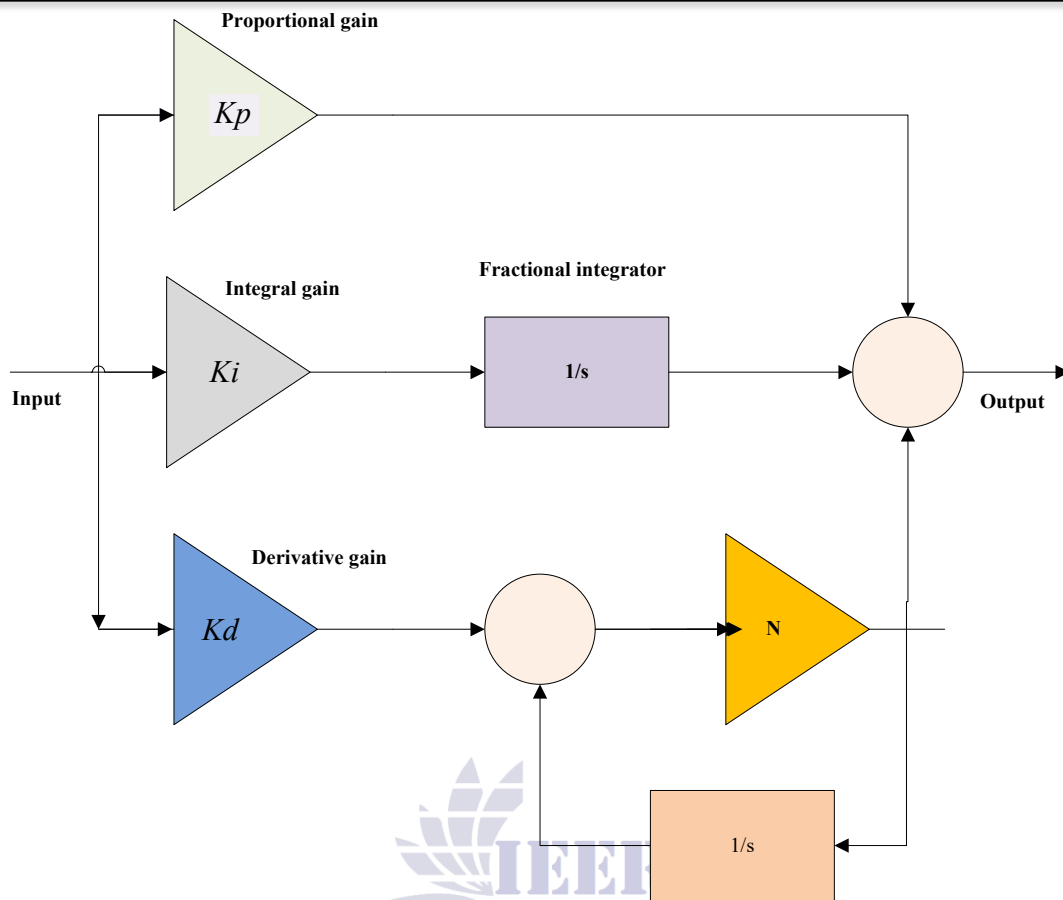 Proportional gain
Kp
Fractional integrator
Integral gain
Ki
1/s
Input
Output
Derivative gain
Kd
N
1/s